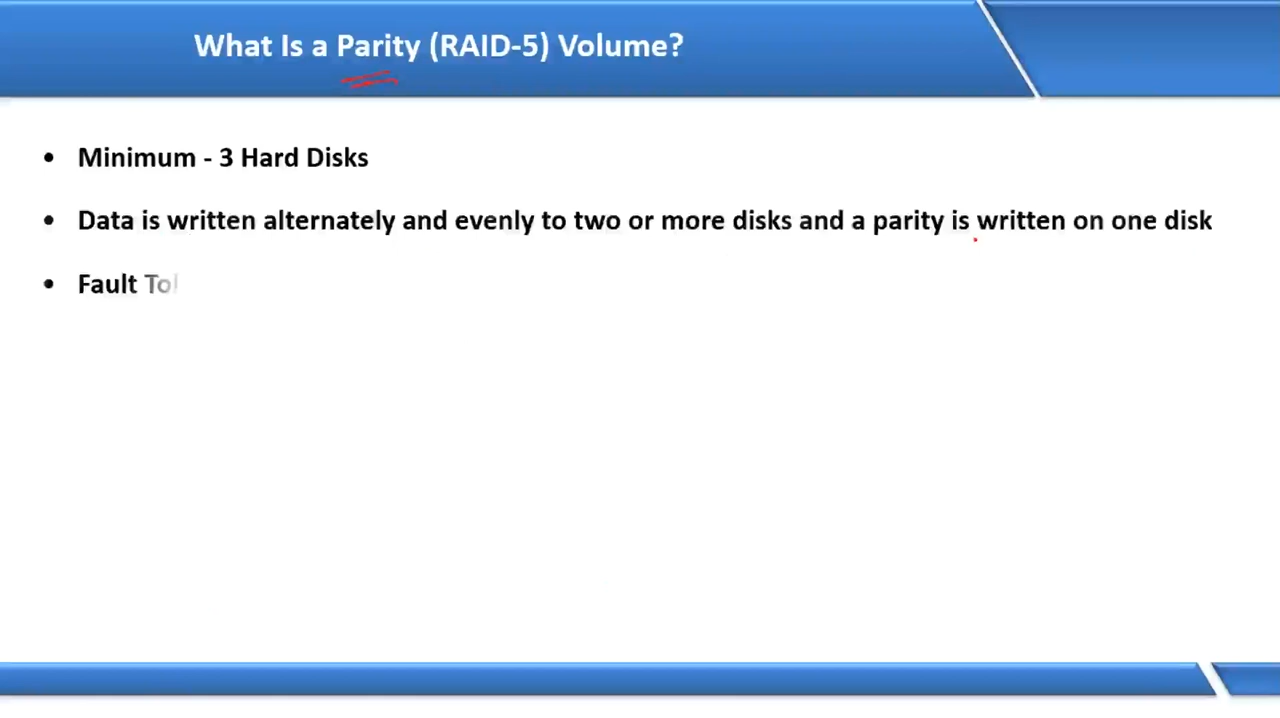 What Is a Parity (RAID-5) Volume?
• Minimum - 3 Hard Disks
• Data is written alternately and evenly to two or more disks and a parity is written on one disk
• Fault Tol